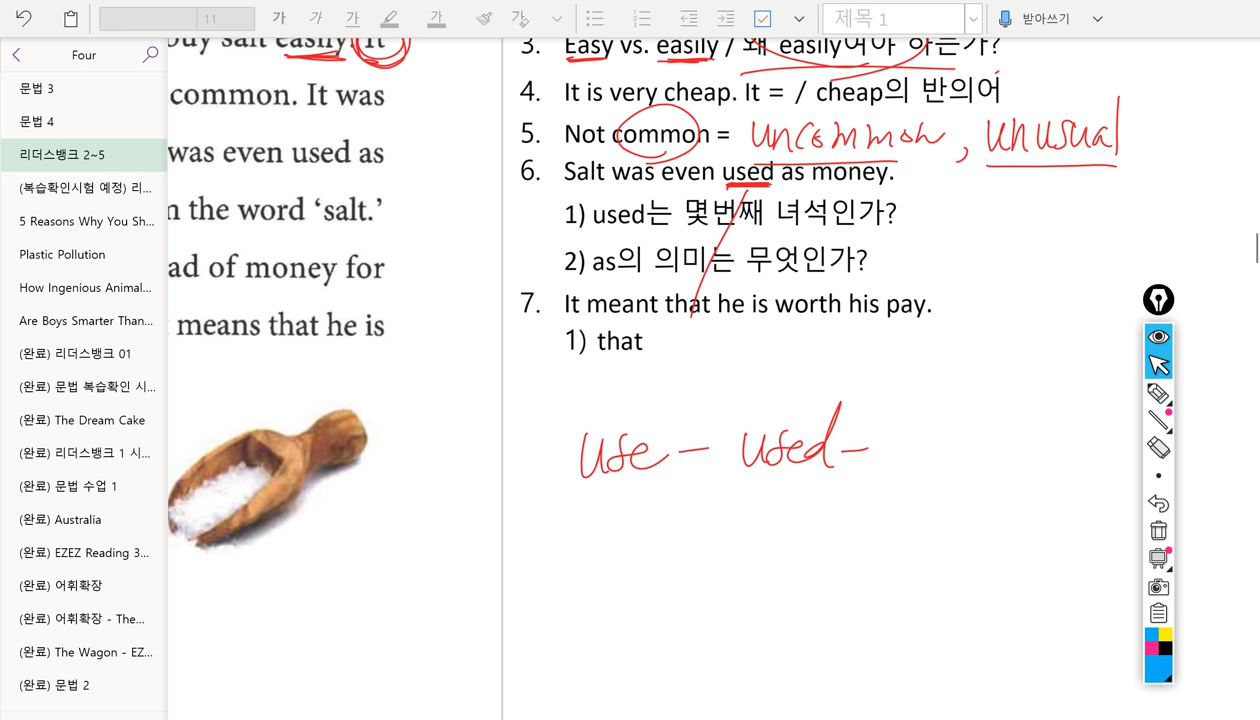 11
가
가
가
가
가
제목 1
받아쓰기
Four
문법 3
문법 4
리더스뱅크 2~5
(복습확인시험 예정) 리...
5 Reasons Why You Sh...
Plastic Pollution
How Ingenious Animal...
Are Boys Smarter Than...
(완료) 리더스뱅크 01
(완료) 문법 복습확인 시...
(완료) The Dream Cake
(완료) 리더스뱅크 1 시...
(완료) 문법 수업 1
(완료) Australia
(완료) EZEZ Reading 3...
(완료) 어휘확장
(완료) 어휘확장 - The...
(완료) The Wagon - EZ...
(완료) 문법 2
buy salt easily. It
common. It was
was even used as
n the word ‘salt.’
ad of money for
means that he is
3. Easy vs. easily / 왜 easily여야 하는가?
4. It is very cheap. It = / cheap의 반의어
5. Not common = uncommon, unusual
6. Salt was even used as money.
1) used는 몇번째 녀석인가?
2) as의 의미는 무엇인가?
7. It meant that he is worth his pay.
1) that
use - used -